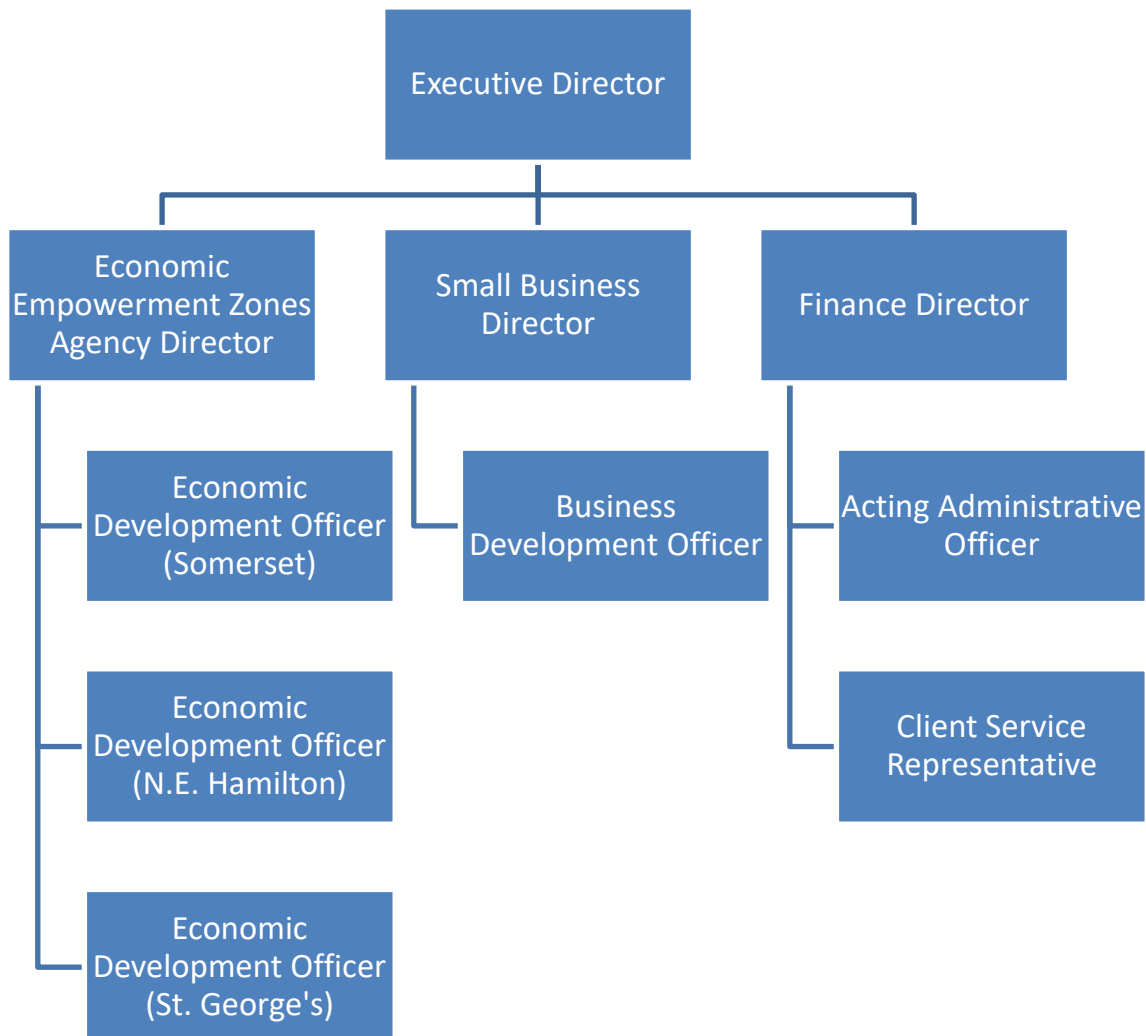 Executive Director
Economic
Empowerment Zones
Agency Director
Small Business
Director
Finance Director
Economic
Development Officer
(Somerset)
Business
Development Officer
Acting Administrative
Officer
Economic
Development Officer
(N.E. Hamilton)
Client Service
Representative
Economic
Development Officer
(St. George's)